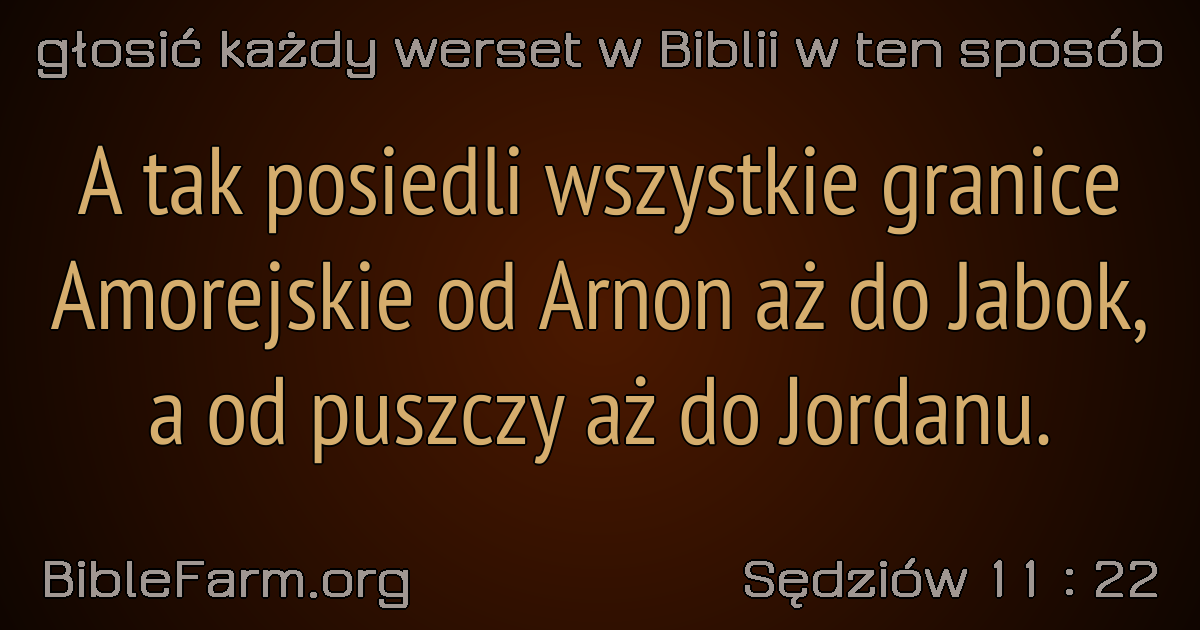 głosić każdy werset w Biblii w ten sposób
A tak posiedli wszystkie granice
Amorejskie od Arnon aż do Jabok,
a od puszczy aż do Jordanu.
BibleFarm.org
Sędziów 11 : 22